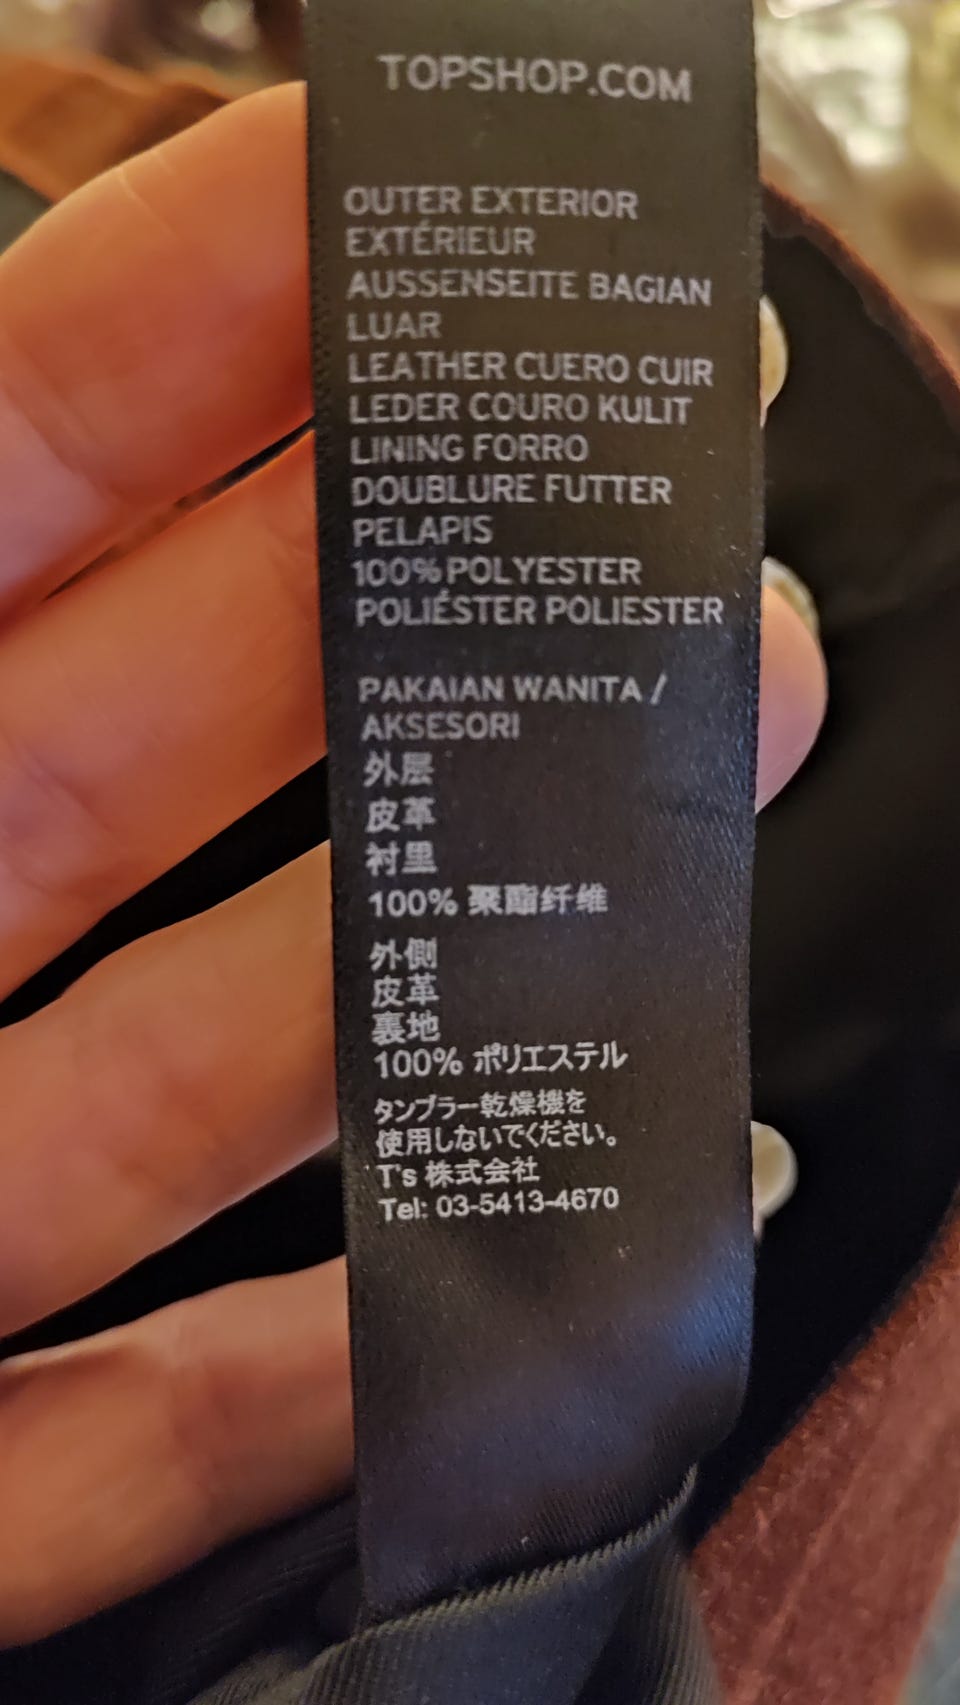 TOPSHOP.COM
OUTER EXTERIOR
EXTÉRIEUR
AUSSENSEITE BAGIAN
LUAR
LEATHER CUERO CUIR
LEDER COURO KULIT
LINING FORRO
DOUBLURE FUTTER
PELAPIS
100% POLYESTER
POLIÉSTER POLIESTER
PAKAIAN WANITA /
AKSESORI
外层
皮革
衬里
100% 聚酯纤维
外側
皮革
裏地
100% ポリエステル
タンブラー乾燥機を
使用しないでください。
T's 株式会社
Tel: 03-5413-4670